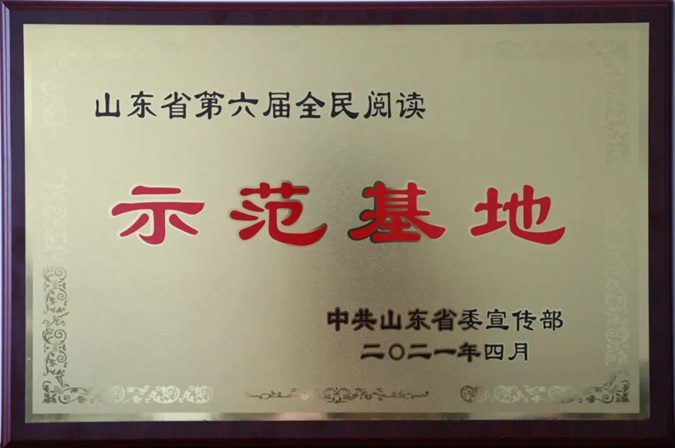 山东省第六届全民阅读
示范基地
中共山东省委宣传部
二〇二一年四月